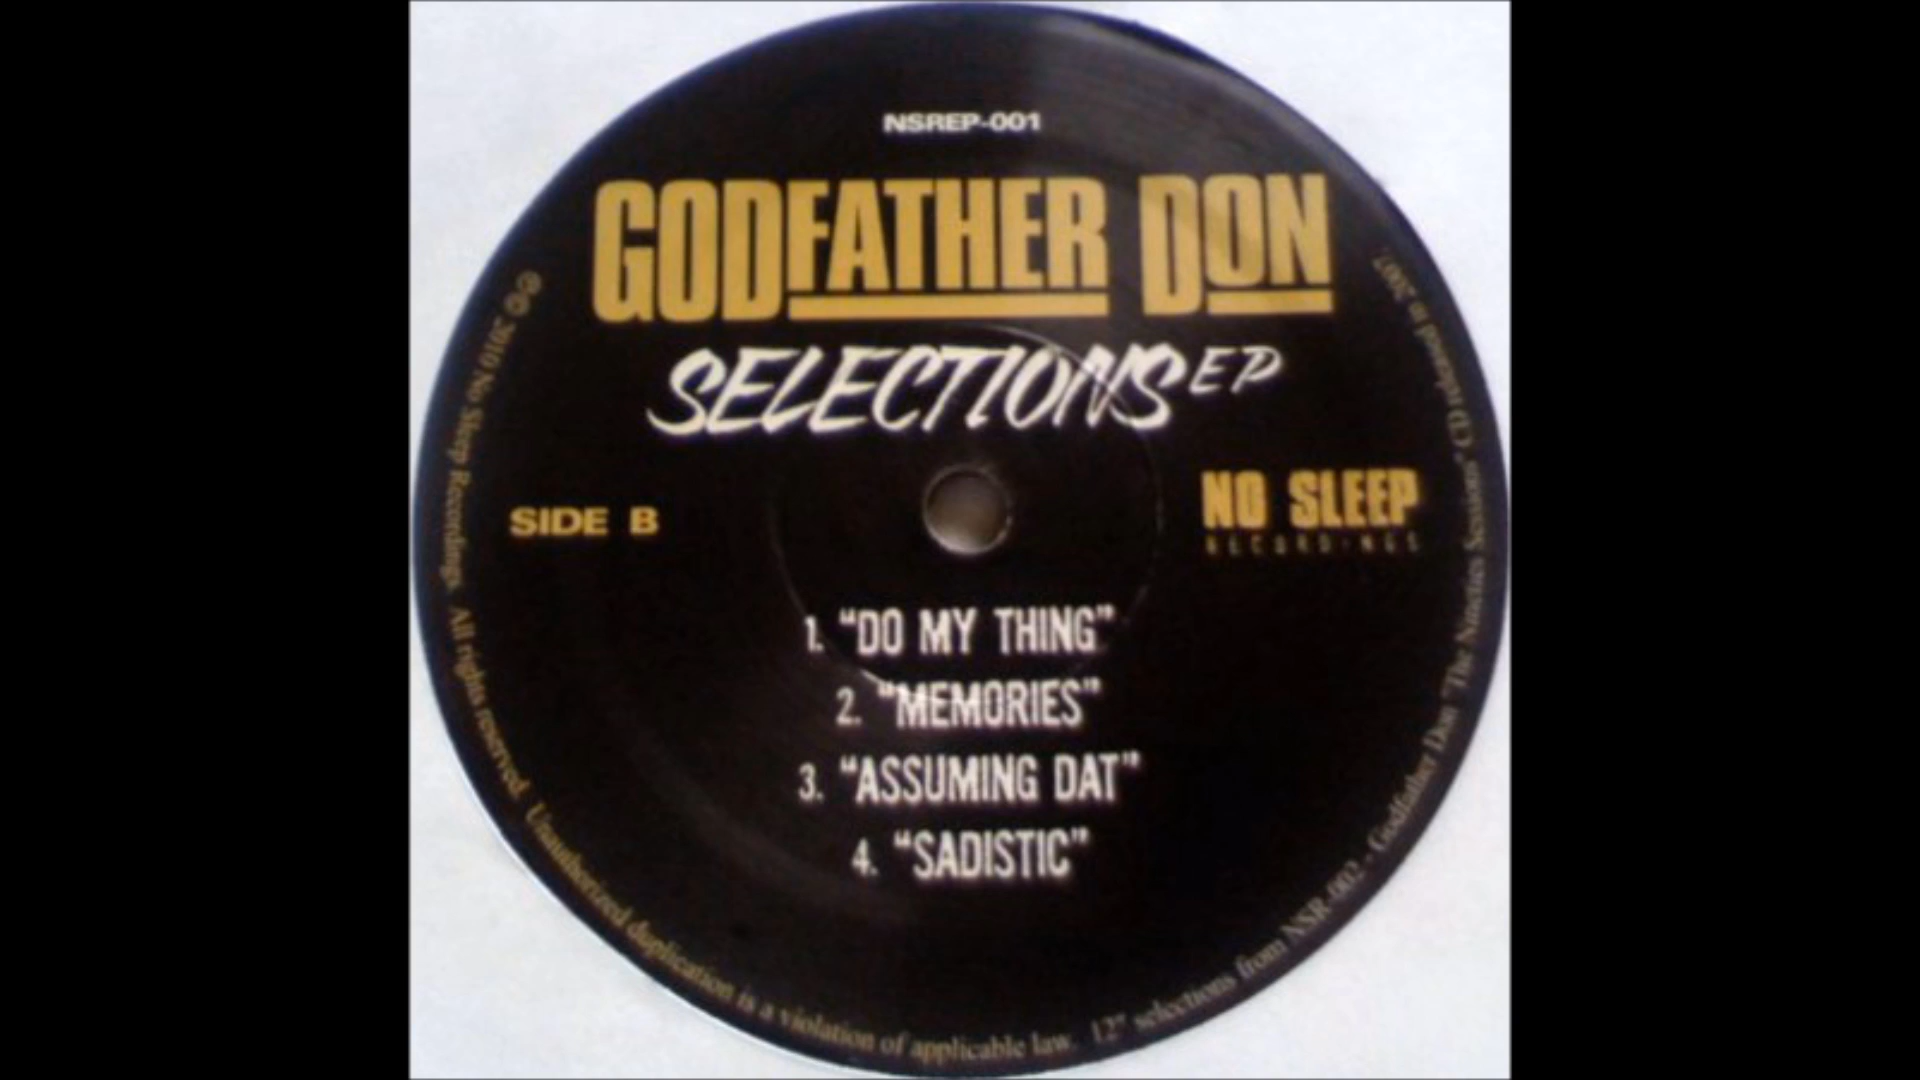 NSREP-001
GODFATHER DON
SELECTIONS EP
SIDE B
NO SLEEP
RECORDINGS
1. “DO MY THING”
2. “MEMORIES”
3. “ASSUMING DAT”
4. “SADISTIC”
℗© 2010 No Sleep Recordings. All rights reserved. Unauthorized duplication is a violation of applicable law. 12" selections from NSR-002 - Godfather Don "The Nineties Sessions" CD released in 2007.